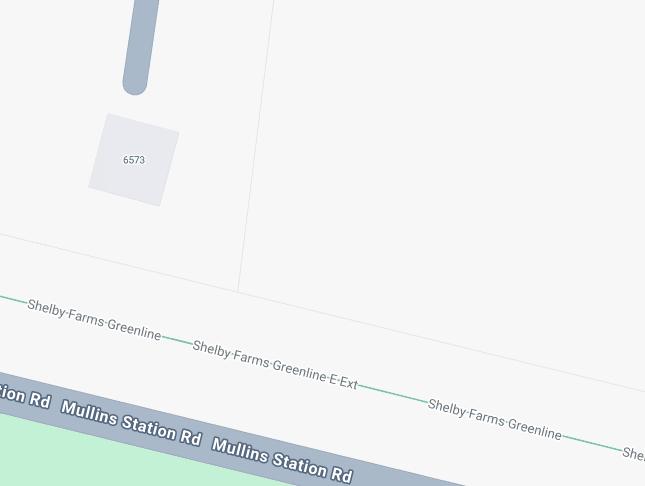 6573
Shelby Farms Greenline
Shelby Farms Greenline E Ext
Shelby Farms Greenline
She
tion Rd
Mullins Station Rd
Mullins Station Rd